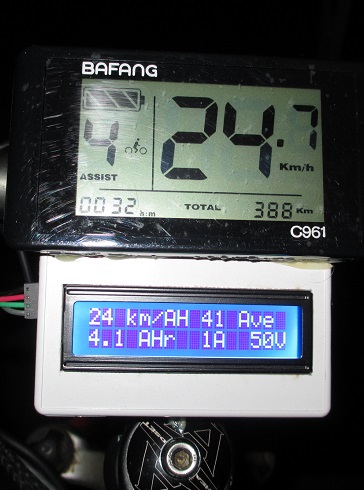 BAFANG
4 24.7
Km/h
ASSIST
0032 h:m TOTAL 388 Km
C961
24 km/AH 41 Ave
4.1 AHr 1A 50V